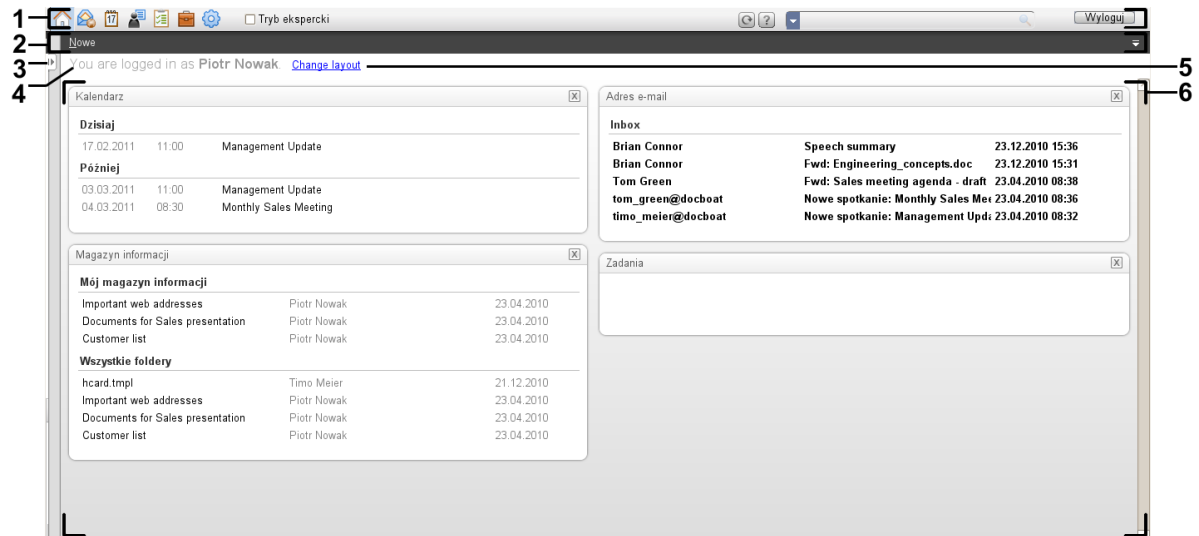 1 17 Tryb ekspercki ? Wyloguj
2 Nowe
3
4 You are logged in as Piotr Nowak. Change layout 5
6
Kalendarz X
Dzisiaj
17.02.2011 11:00 Management Update
Później
03.03.2011 11:00 Management Update
04.03.2011 08:30 Monthly Sales Meeting
Magazyn informacji X
Mój magazyn informacji
Important web addresses Piotr Nowak 23.04.2010
Documents for Sales presentation Piotr Nowak 23.04.2010
Customer list Piotr Nowak 23.04.2010
Wszystkie foldery
hcard.tmpl Timo Meier 21.12.2010
Important web addresses Piotr Nowak 23.04.2010
Documents for Sales presentation Piotr Nowak 23.04.2010
Customer list Piotr Nowak 23.04.2010
Adres e-mail X
Inbox
Brian Connor Speech summary 23.12.2010 15:36
Brian Connor Fwd: Engineering_concepts.doc 23.12.2010 15:31
Tom Green Fwd: Sales meeting agenda - draft 23.04.2010 08:38
tom_green@docboat Nowe spotkanie: Monthly Sales Mee 23.04.2010 08:36
timo_meier@docboat Nowe spotkanie: Management Upda 23.04.2010 08:32
Zadania X